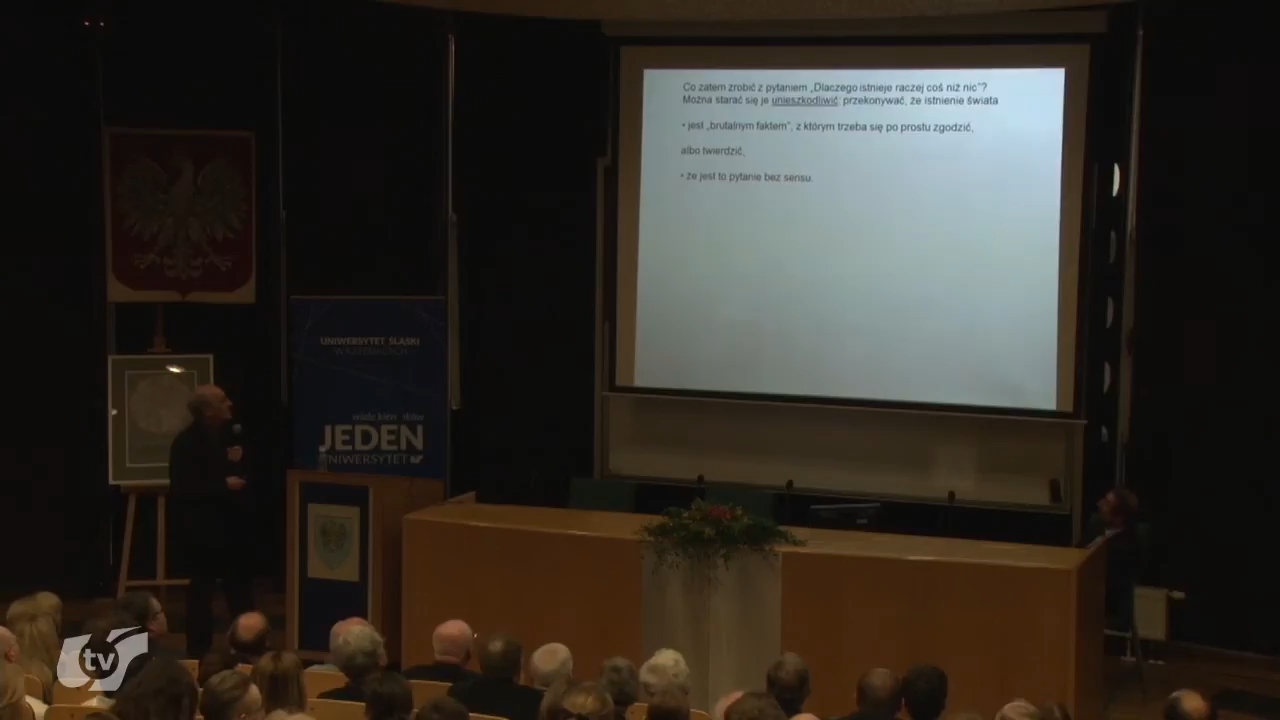 Co zatem zrobić z pytaniem „Dlaczego istnieje raczej coś niż nic”?
Można starać się je unieszkodliwić: przekonywać, że istnienie świata
• jest „brutalnym faktem”, z którym trzeba się po prostu zgodzić,
albo twierdzić,
• że jest to pytanie bez sensu.
UNIWERSYTET ŚLĄSKI
W KATOWICACH
JEDEN
UNIWERSYTET
tv